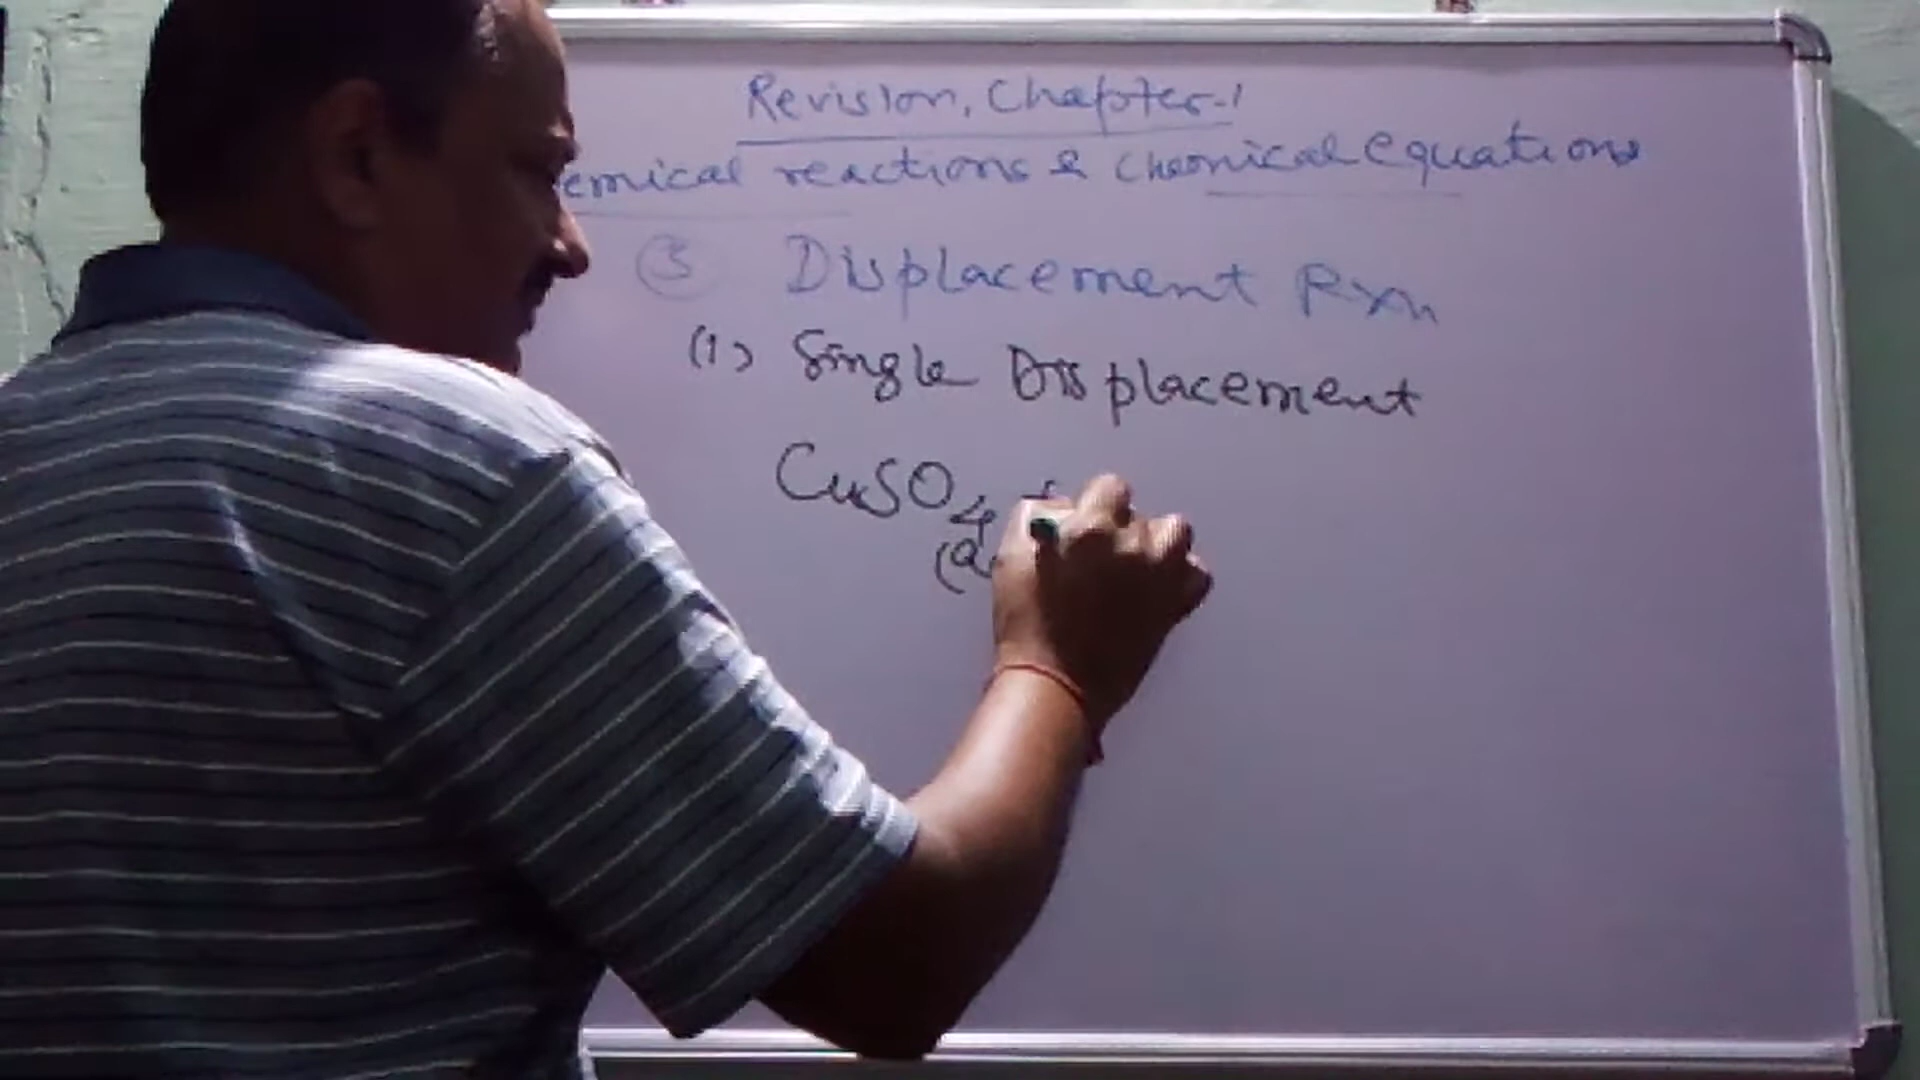 Revision, Chapter-1
emical reactions & Chemical equations
③ Displacement Rxn
(1) Single Displacement
CuSO₄ +
(a